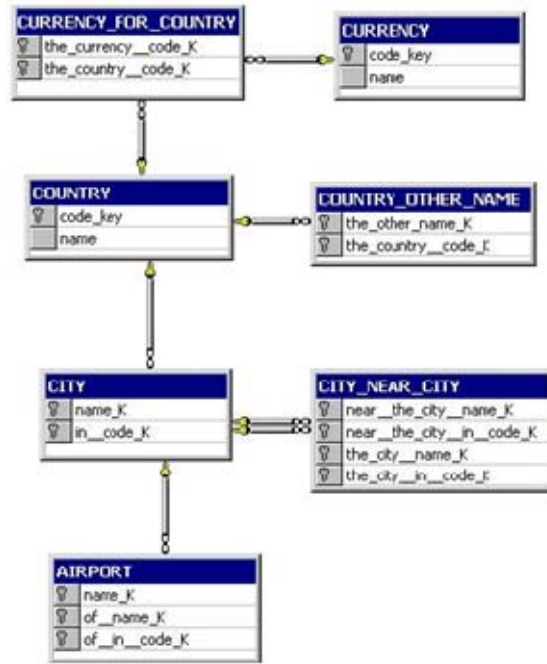 CURRENCY_FOR_COUNTRY
the_currency__code_K
the_country__code_K
CURRENCY
code_key
name
COUNTRY
code_key
name
COUNTRY_OTHER_NAME
the_other_name_K
the_country__code_K
CITY
name_K
in__code_K
CITY_NEAR_CITY
near__the_city__name_K
near__the_city__in__code_K
the_city__name_K
the_city__in__code_K
AIRPORT
name_K
of__name_K
of__in__code_K